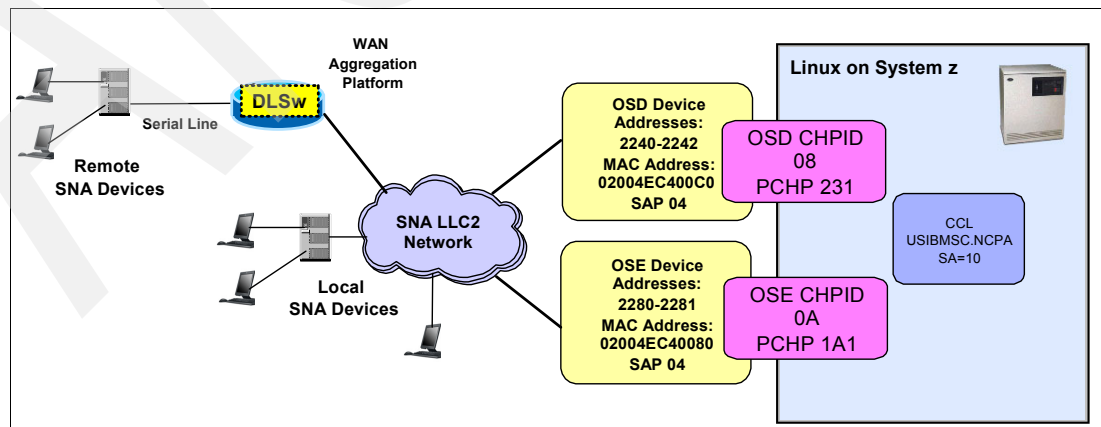 WAN
Aggregation
Platform
DLSw
Serial Line
Remote
SNA Devices
SNA LLC2
Network
Local
SNA Devices
OSD Device
Addresses:
2240-2242
MAC Address:
02004EC400C0
SAP 04
OSD CHPID
08
PCHP 231
OSE Device
Addresses:
2280-2281
MAC Address:
02004EC40080
SAP 04
OSE CHPID
0A
PCHP 1A1
Linux on System z
CCL
USIBMSC.NCPA
SA=10